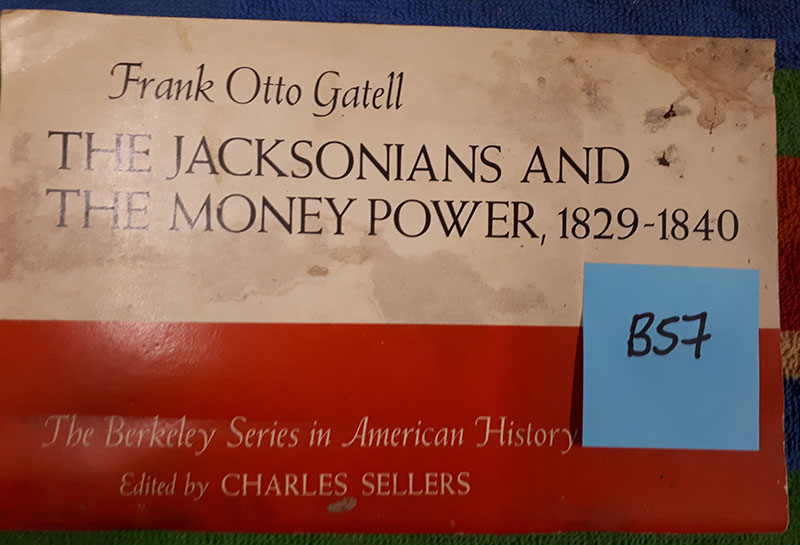 Frank Otto Gatell
THE JACKSONIANS AND
THE MONEY POWER, 1829-1840
B57
The Berkeley Series in American History
Edited by CHARLES SELLERS